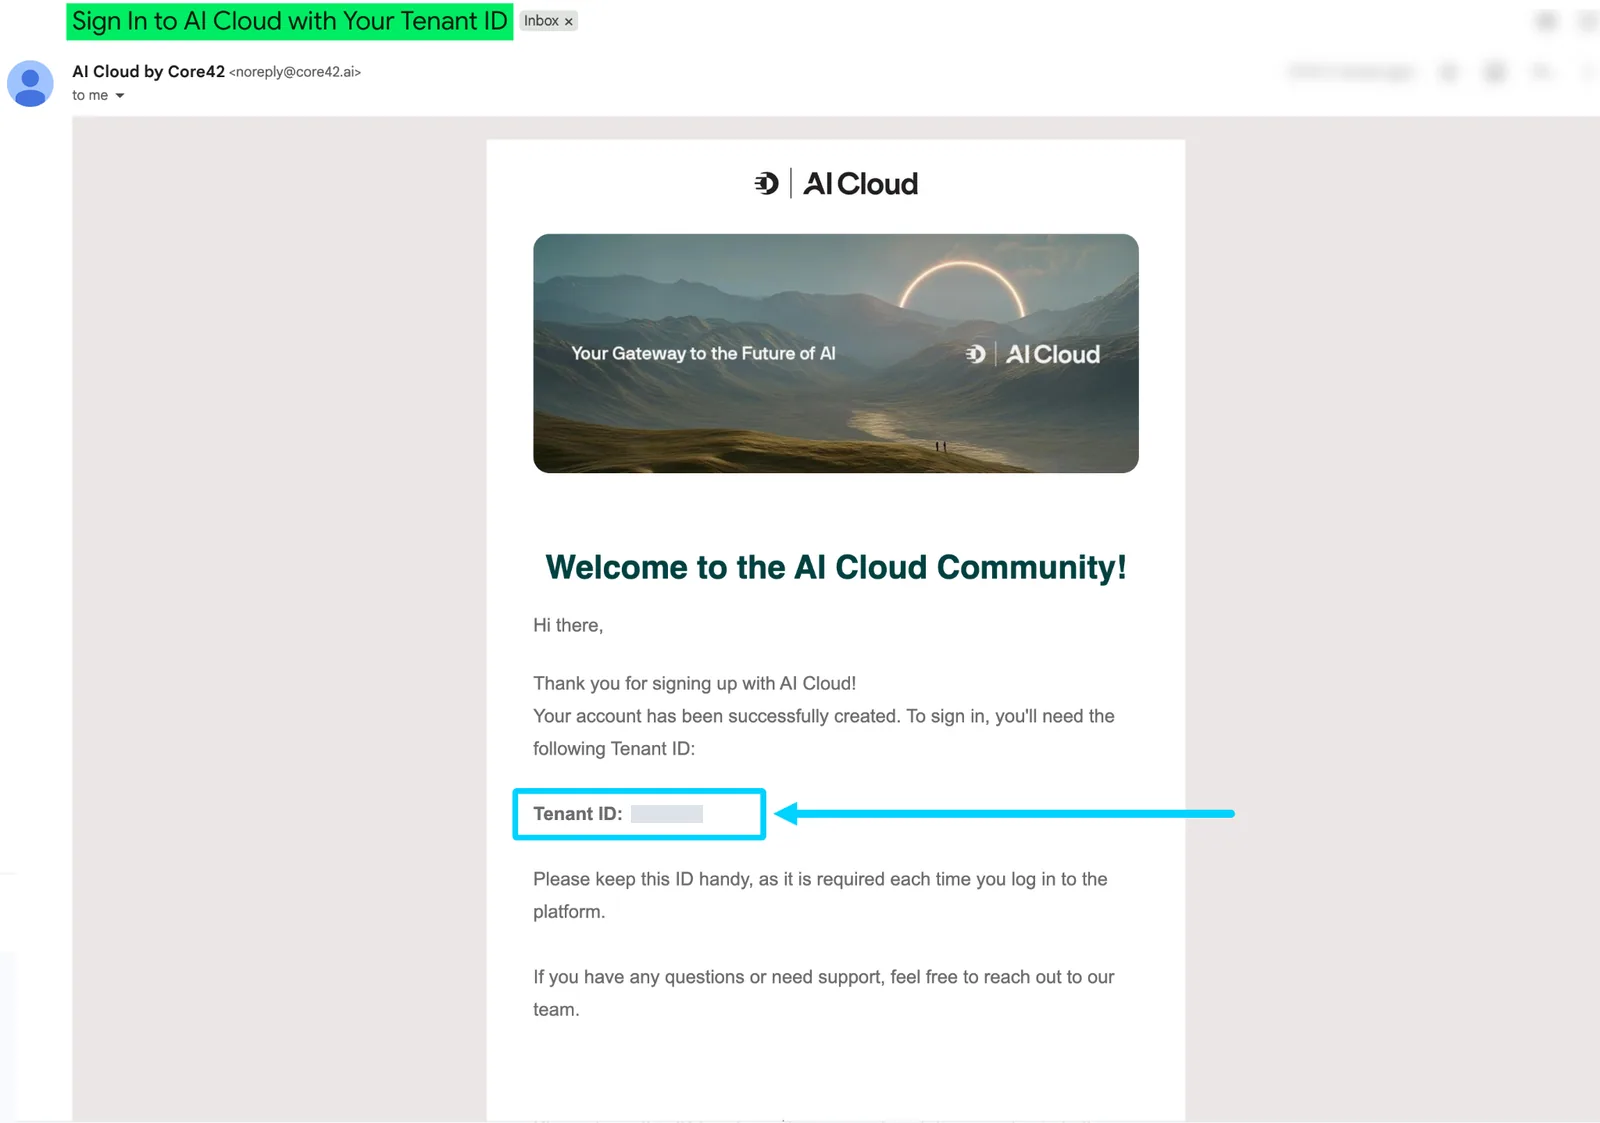 Sign In to AI Cloud with Your Tenant ID
Inbox ×
AI Cloud by Core42 <noreply@core42.ai>
to me
AI Cloud
Your Gateway to the Future of AI
AI Cloud
Welcome to the AI Cloud Community!
Hi there,
Thank you for signing up with AI Cloud!
Your account has been successfully created. To sign in, you'll need the
following Tenant ID:
Tenant ID:
Please keep this ID handy, as it is required each time you log in to the
platform.
If you have any questions or need support, feel free to reach out to our
team.